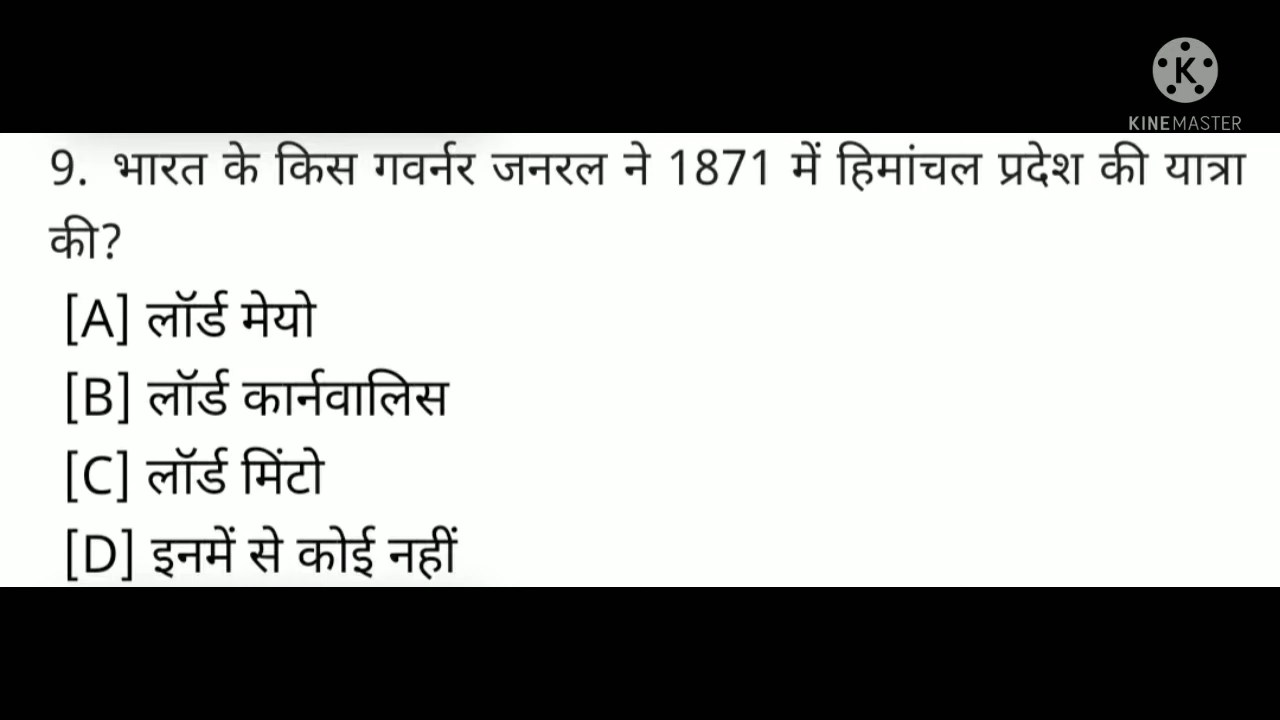 K
KINEMASTER
9. भारत के किस गवर्नर जनरल ने 1871 में हिमांचल प्रदेश की यात्रा
की?
[A] लॉर्ड मेयो
[B] लॉर्ड कार्नवालिस
[C] लॉर्ड मिंटो
[D] इनमें से कोई नहीं